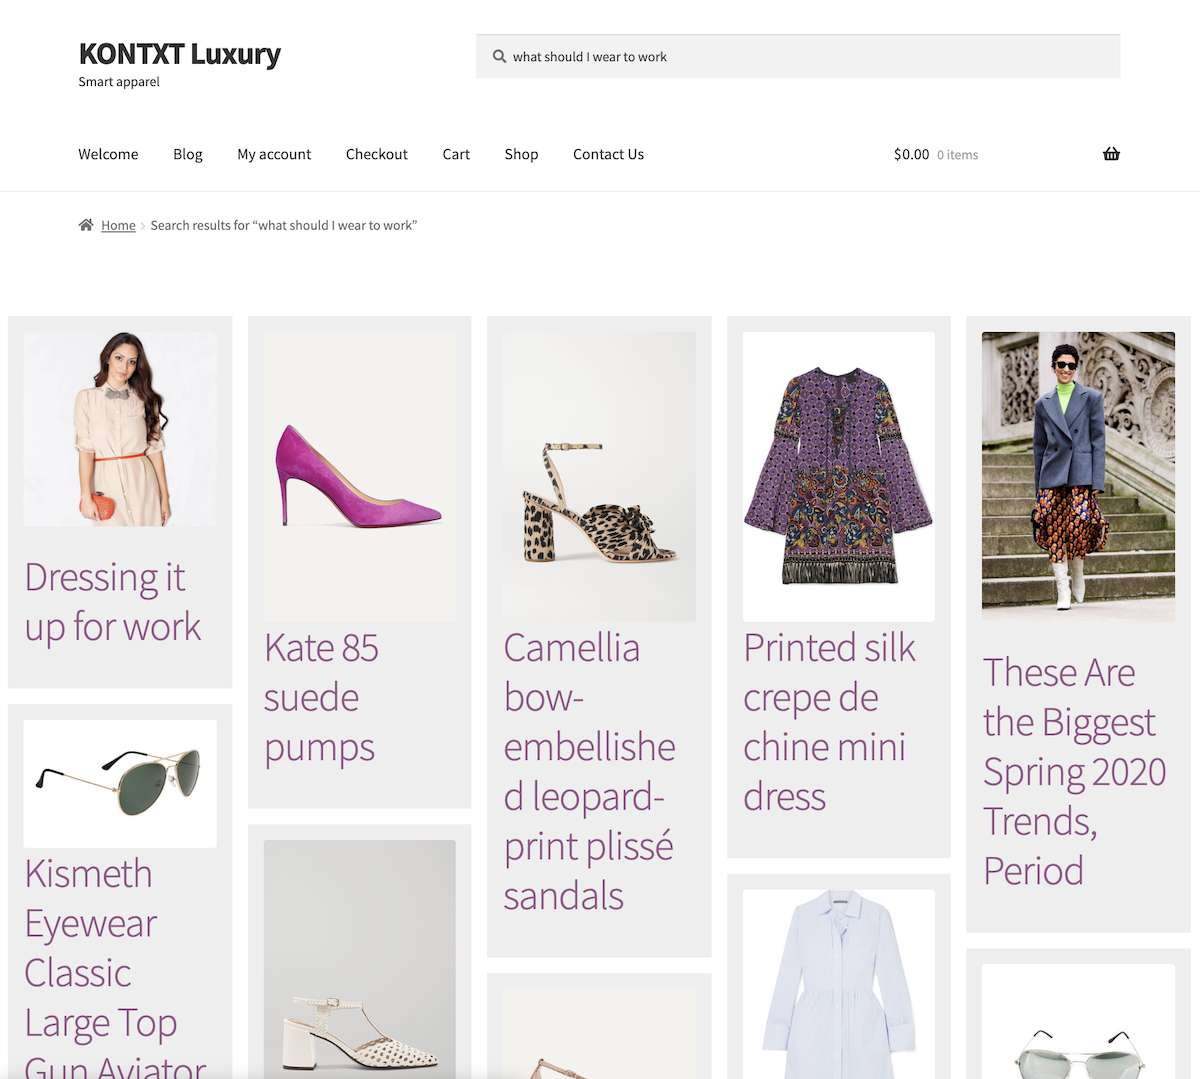 KONTXT Luxury
Smart apparel
what should I wear to work
Welcome Blog My account Checkout Cart Shop Contact Us $0.00 0 items
Home › Search results for “what should I wear to work”
Dressing it
up for work
Kismeth
Eyewear
Classic
Large Top
Gun Aviator
Kate 85
suede
pumps
Camellia
bow-
embellishe
d leopard-
print plissé
sandals
Printed silk
crepe de
chine mini
dress
These Are
the Biggest
Spring 2020
Trends,
Period